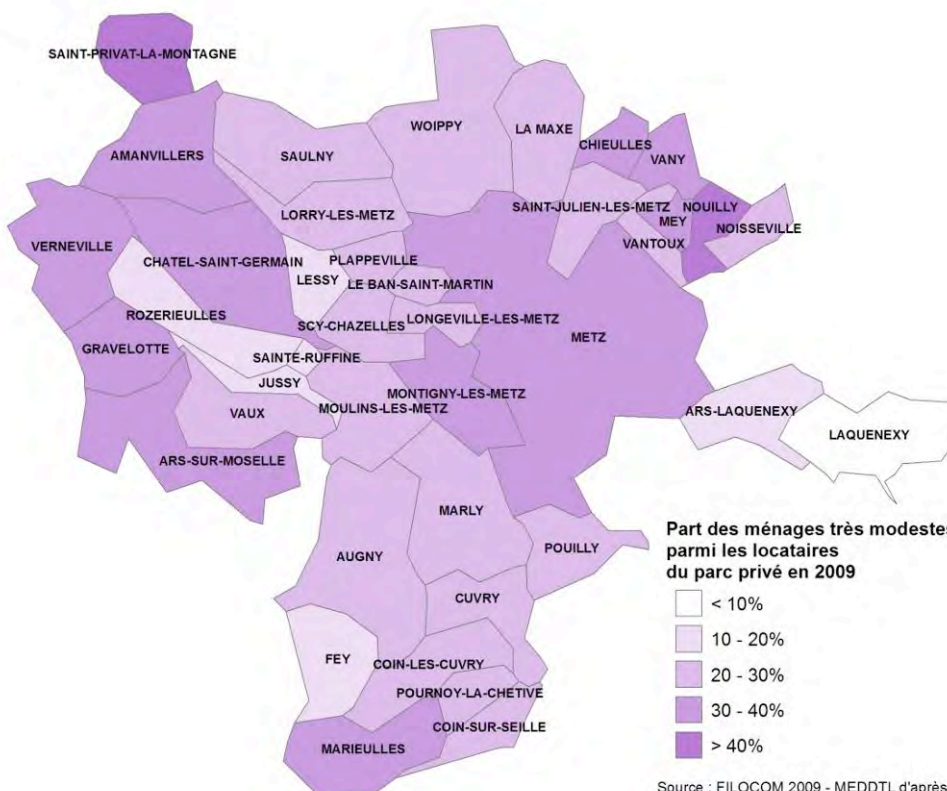 SAINT-PRIVAT-LA-MONTAGNE
WOIPPY
LA MAXE
AMANVILLERS
SAULNY
CHIEULLES
VANY
LORRY-LES-METZ
SAINT-JULIEN-LES-METZ
MEY
NOUILLY
NOISSEVILLE
VERNEVILLE
CHATEL-SAINT-GERMAIN
PLAPPEVILLE
VANTOUX
LESSY
LE BAN-SAINT-MARTIN
ROZERIEULLES
SCY-CHAZELLES
LONGEVILLE-LES-METZ
METZ
GRAVELOTTE
SAINTE-RUFFINE
JUSSY
MONTIGNY-LES-METZ
VAUX
MOULINS-LES-METZ
ARS-LAQUENEXY
LAQUENEXY
ARS-SUR-MOSELLE
MARLY
AUGNY
POUILLY
CUVRY
FEY
COIN-LES-CUVRY
POURNOY-LA-CHETIVE
COIN-SUR-SEILLE
MARIEULLES
Part des ménages très modestes
parmi les locataires
du parc privé en 2009
< 10%
10 - 20%
20 - 30%
30 - 40%
> 40%
Source : FILOCOM 2009 - MEDDTL d'après